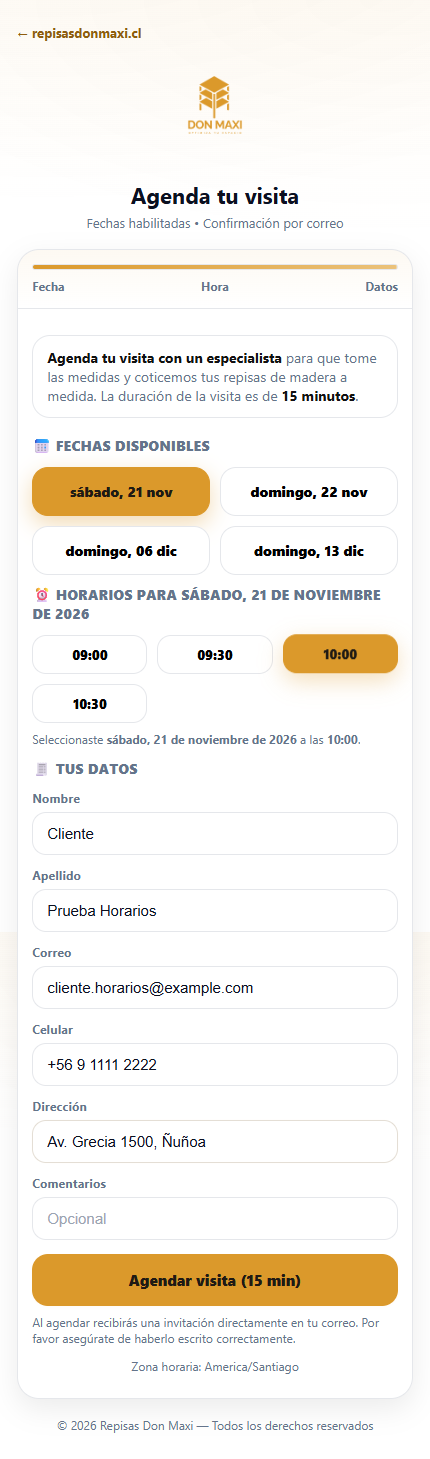 ← repisasdonmaxi.cl
DON MAXI
Agenda tu visita
Fechas habilitadas • Confirmación por correo
Fecha Hora Datos
Agenda tu visita con un especialista para que tome
las medidas y coticemos tus repisas de madera a
medida. La duración de la visita es de 15 minutos.
FECHAS DISPONIBLES
sábado, 21 nov domingo, 22 nov
domingo, 06 dic domingo, 13 dic
HORARIOS PARA SÁBADO, 21 DE NOVIEMBRE
DE 2026
09:00 09:30 10:00
10:30
Seleccionaste sábado, 21 de noviembre de 2026 a las 10:00.
TUS DATOS
Nombre
Cliente
Apellido
Prueba Horarios
Correo
cliente.horarios@example.com
Celular
+56 9 1111 2222
Dirección
Av. Grecia 1500, Ñuñoa
Comentarios
Opcional
Agendar visita (15 min)
Al agendar recibirás una invitación directamente en tu correo. Por
favor asegúrate de haberlo escrito correctamente.
Zona horaria: America/Santiago
© 2026 Repisas Don Maxi — Todos los derechos reservados